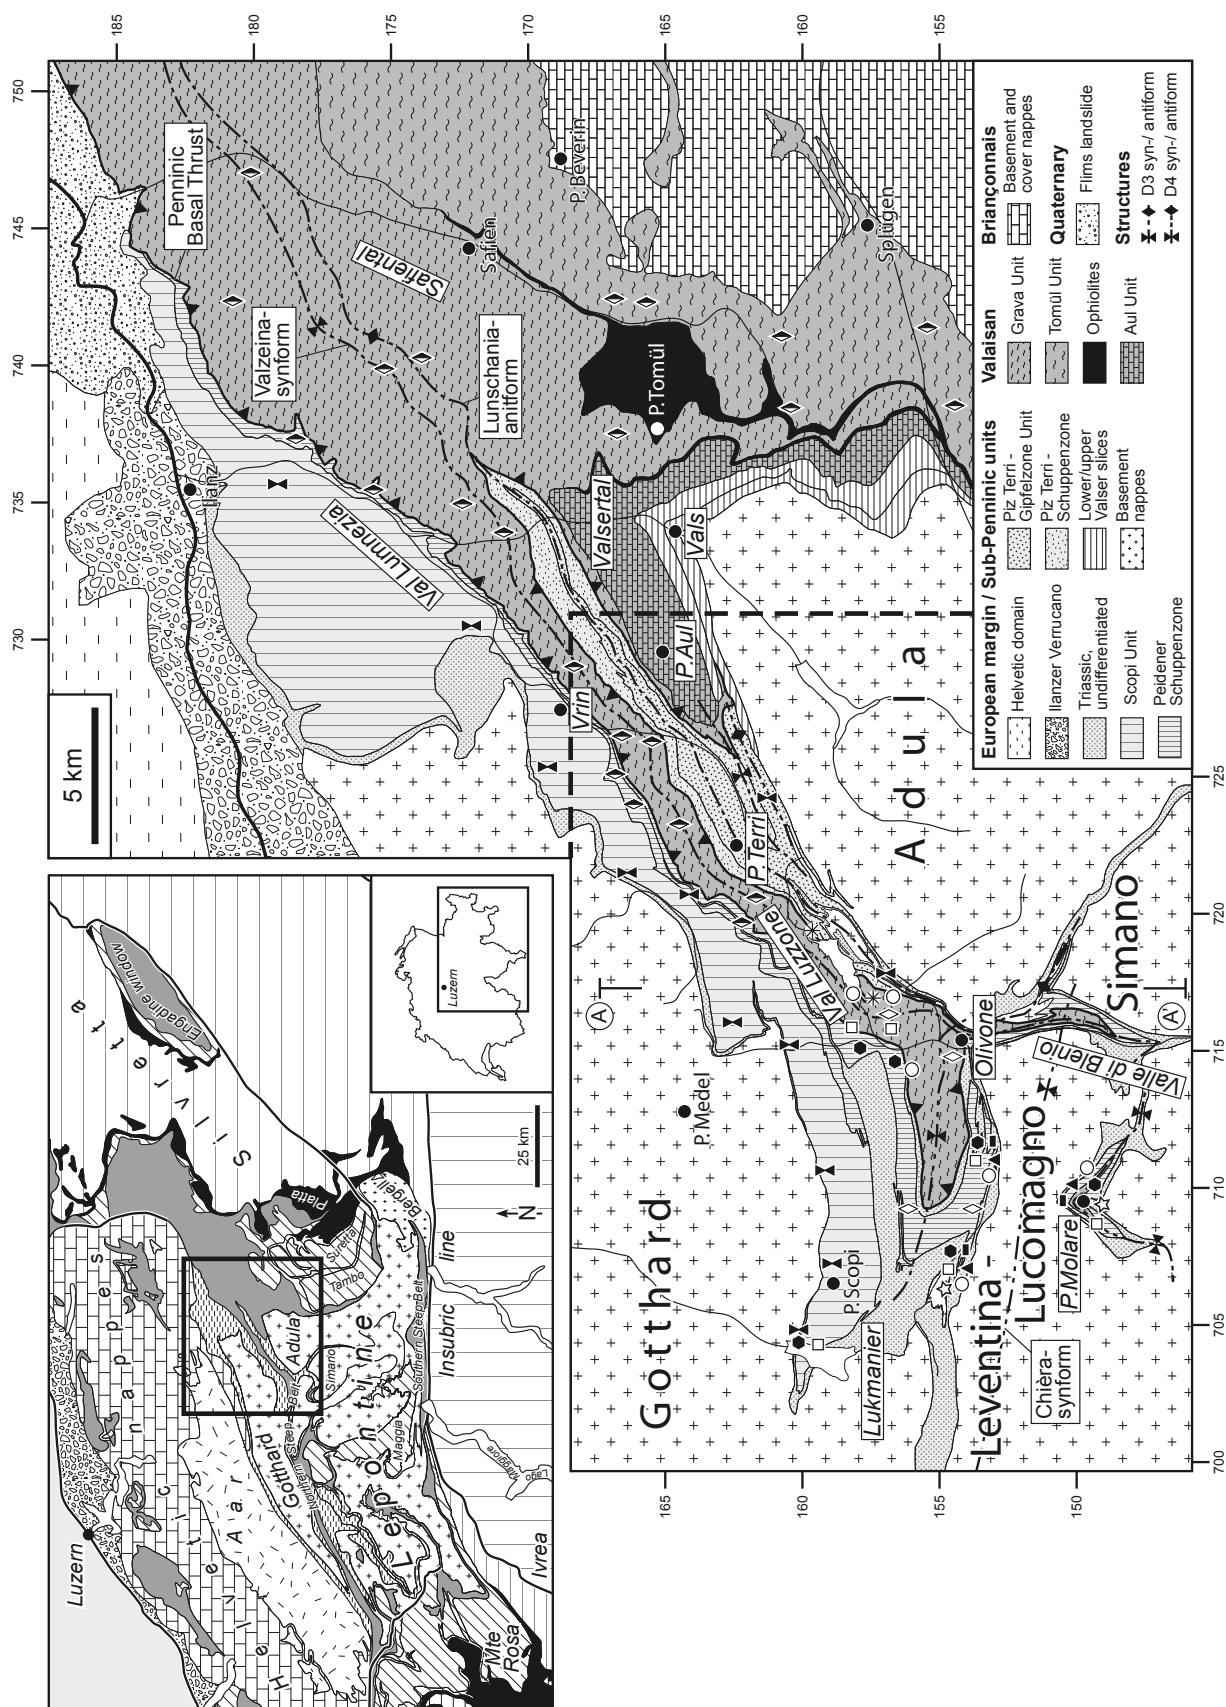 750
745
740
735
730
725
720
715
710
705
700
185
180
175
170
165
160
155
165
160
155
150
5 km
Penninic
Basal Thrust
Valzeina-
synform
Safiental
Safien
P. Beverin
Splügen
Lunschania-
anitform
P.Tomül
Ilanz
Val Lumnezia
Valsertal
Vals
P.Aul
Vrin
P.Terri
Val Luzzone
Adula
Simano
Olivone
Valle di Blenio
P.Medel
Gotthard
P.Scopi
Lukmanier
Leventina -
Lucomagno
P.Molare
Chièra-
synform
A
A'
European margin / Sub-Penninic units
Helvetic domain
Ilanzer Verrucano
Triassic,
undifferentiated
Scopi Unit
Peidener
Schuppenzone
Piz Terri -
Gipfelzone Unit
Piz Terri -
Schuppenzone
Lower/upper
Valser slices
Basement
nappes
Valaisan
Grava Unit
Tomül Unit
Ophiolites
Aul Unit
Briançonnais
Basement and
cover nappes
Quaternary
Flims landslide
Structures
D3 syn-/ antiform
D4 syn-/ antiform
Luzern
Helvetic nappes
Aar
Gotthard
Northern Steep Belt
Lepontine
Adula
Simano
Maggia
Tambo
Suretta
Platta
Bergell
Silvretta
Engadine window
Southern Steep Belt
Insubric line
Lago
Maggiore
Ivrea
Mte
Rosa
N
25 km
Luzern